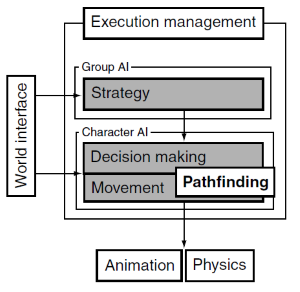 Execution management
Group AI
Strategy
World interface
Character AI
Decision making
Movement
Pathfinding
Animation
Physics